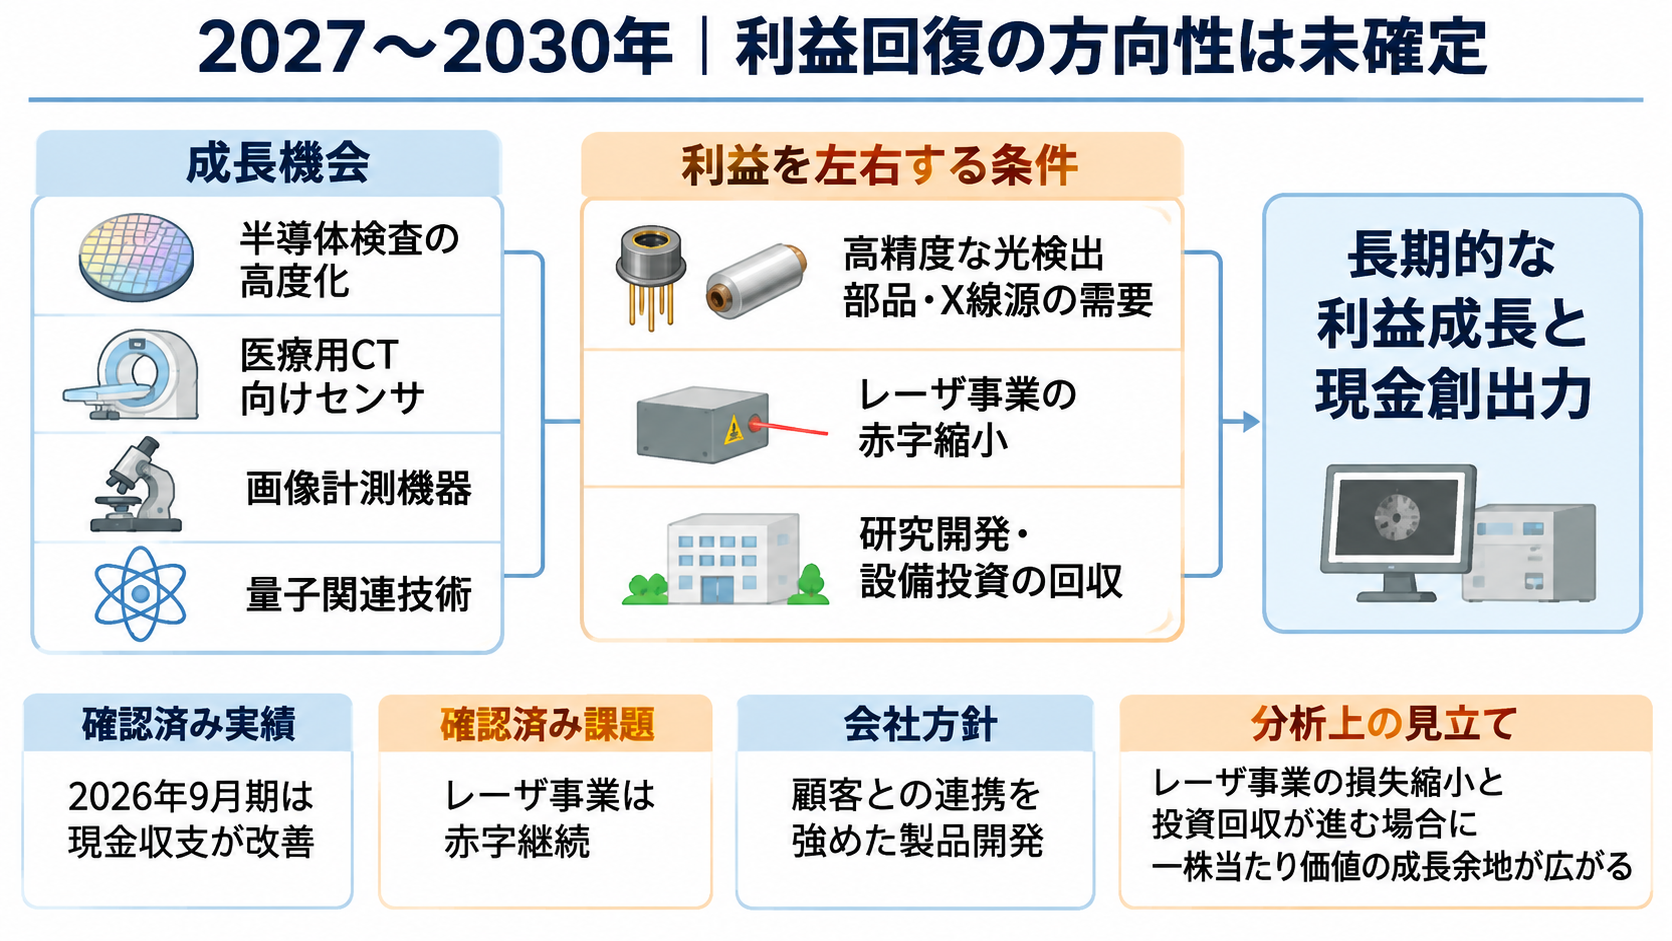 2027～2030年｜利益回復の方向性は未確定
成長機会
半導体検査の
高度化
医療用CT
向けセンサ
画像計測機器
量子関連技術
利益を左右する条件
高精度な光検出
部品・X線源の需要
レーザ事業の
赤字縮小
研究開発・
設備投資の回収
長期的な
利益成長と
現金創出力
確認済み実績
2026年9月期は
現金収支が改善
確認済み課題
レーザ事業は
赤字継続
会社方針
顧客との連携を
強めた製品開発
分析上の見立て
レーザ事業の損失縮小と
投資回収が進む場合に
一株当たり価値の成長余地が広がる